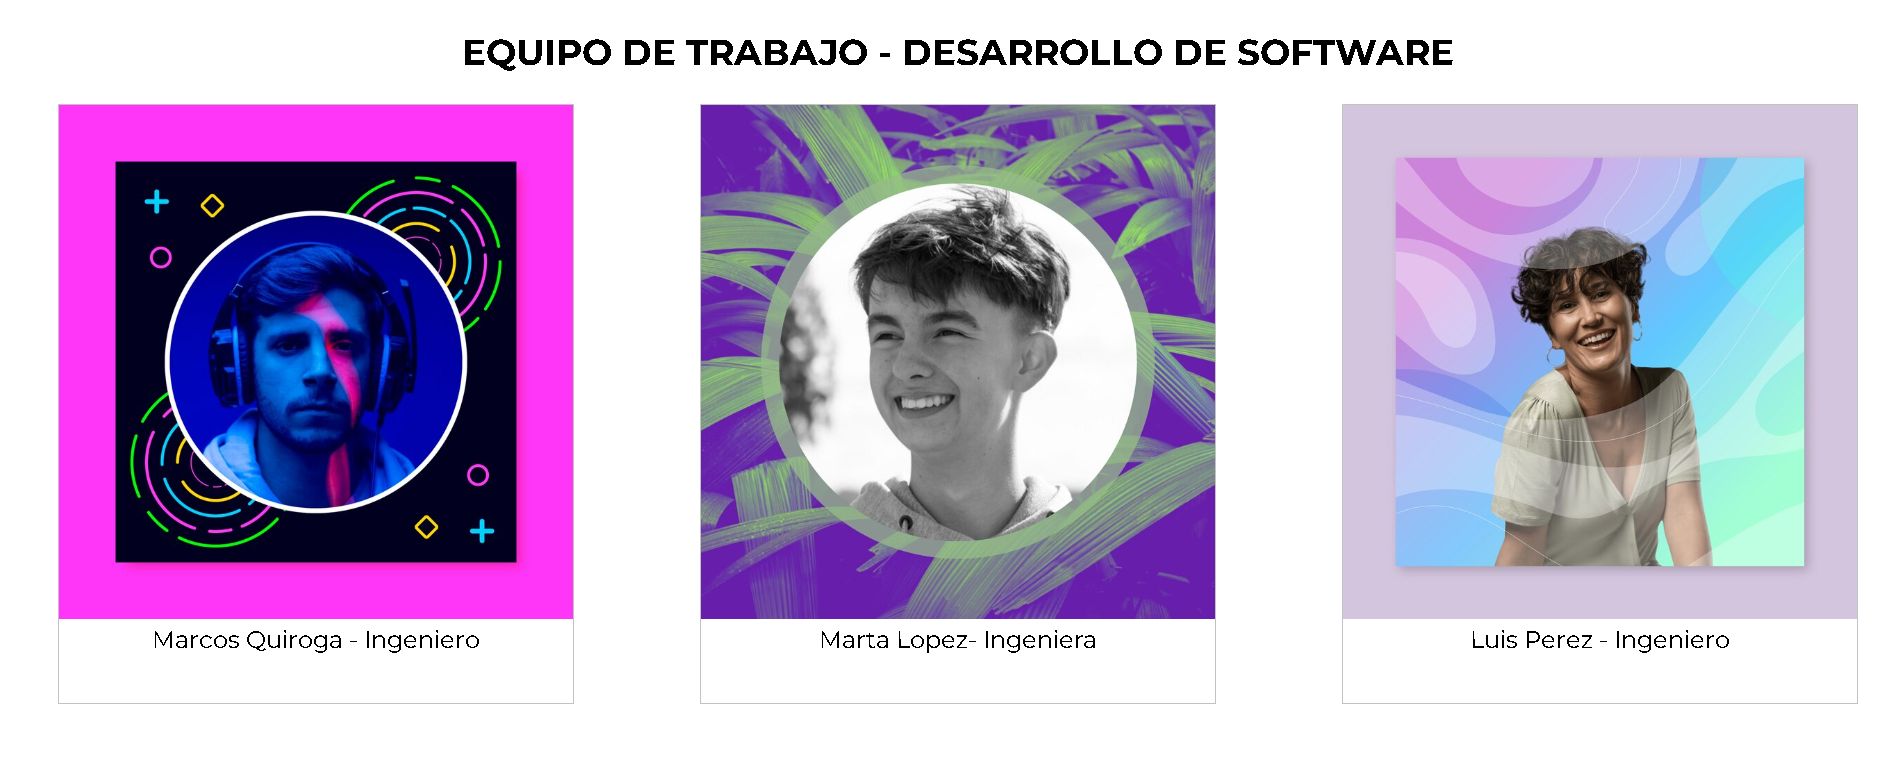 EQUIPO DE TRABAJO - DESARROLLO DE SOFTWARE
Marcos Quiroga - Ingeniero
Marta Lopez- Ingeniera
Luis Perez - Ingeniero